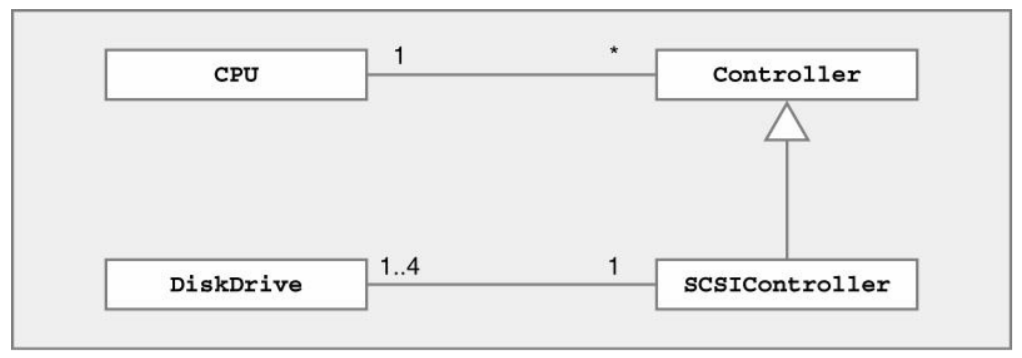 1 *
CPU Controller
1..4 1
DiskDrive SCSIController